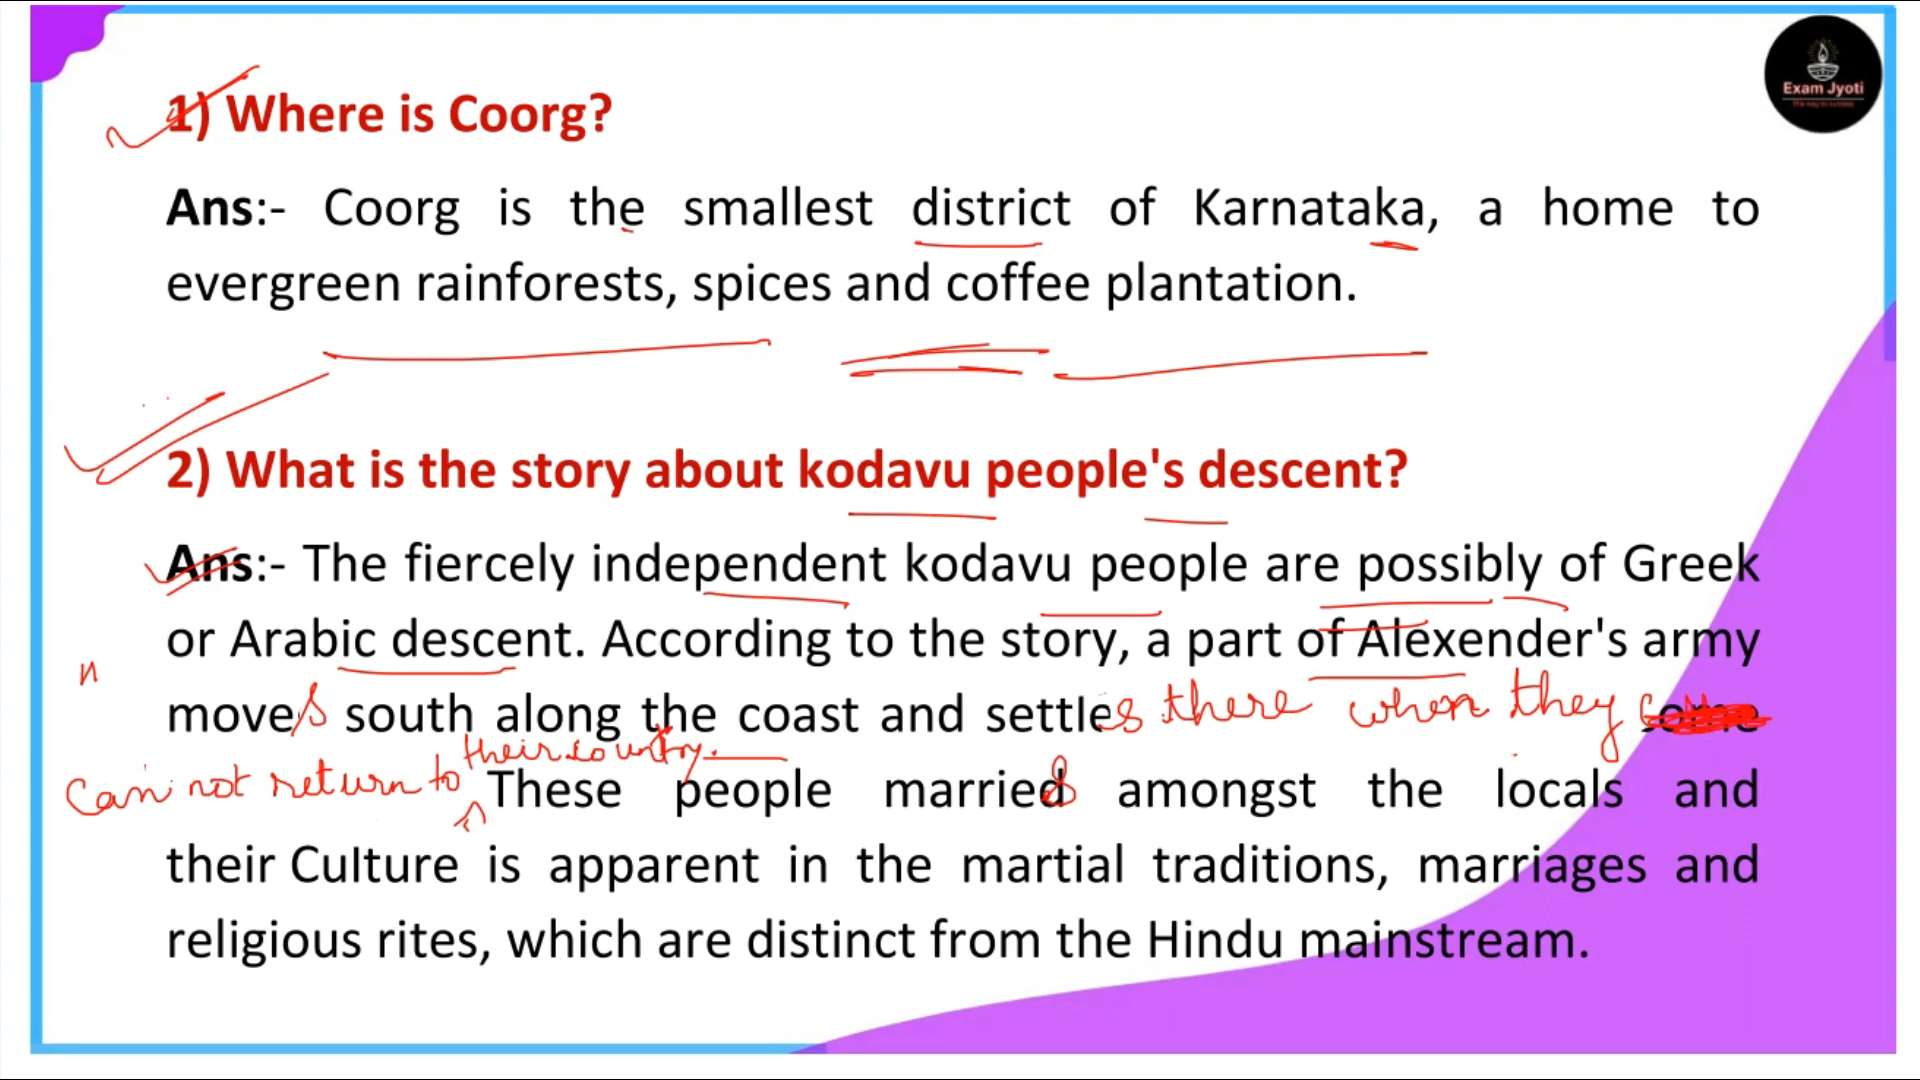 Exam Jyoti
The way to success
1) Where is Coorg?
Ans:- Coorg is the smallest district of Karnataka, a home to
evergreen rainforests, spices and coffee plantation.
2) What is the story about kodavu people's descent?
Ans:- The fiercely independent kodavu people are possibly of Greek
or Arabic descent. According to the story, a part of Alexender's army
moves south along the coast and settles there when they
can not return to their country. These people married amongst the locals and
their Culture is apparent in the martial traditions, marriages and
religious rites, which are distinct from the Hindu mainstream.